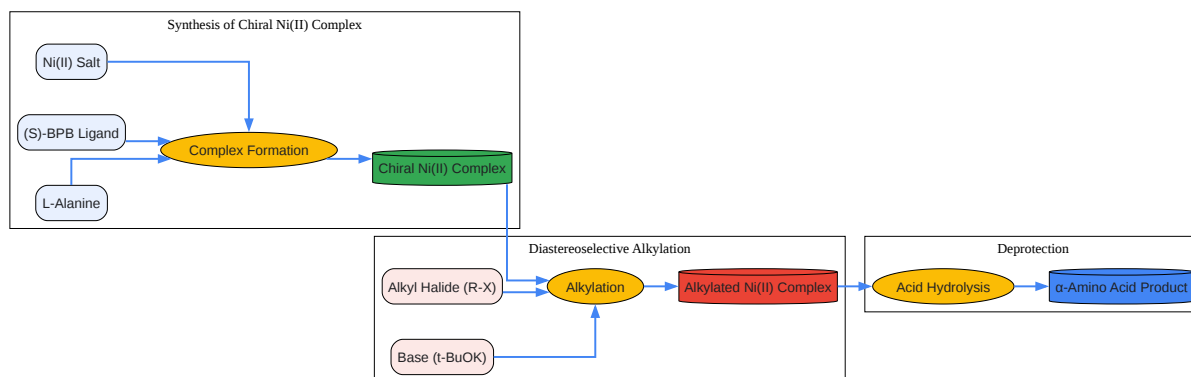 Synthesis of Chiral Ni(II) Complex
Ni(II) Salt
(S)-BPB Ligand
Complex Formation
Chiral Ni(II) Complex
L-Alanine
Diastereoselective Alkylation
Alkyl Halide (R-X)
Alkylation
Alkylated Ni(II) Complex
Base (t-BuOK)
Deprotection
Acid Hydrolysis
α-Amino Acid Product